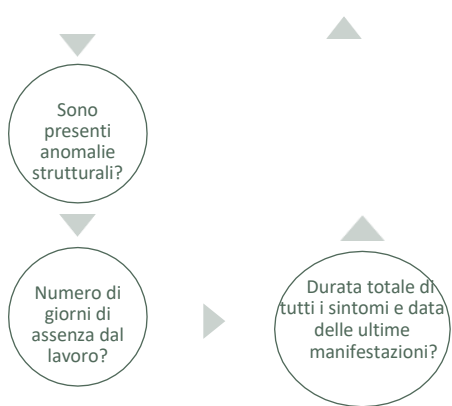 Sono
presenti
anomalie
strutturali?
Numero di
giorni di
assenza dal
lavoro?
Durata totale di
tutti i sintomi e data
delle ultime
manifestazioni?